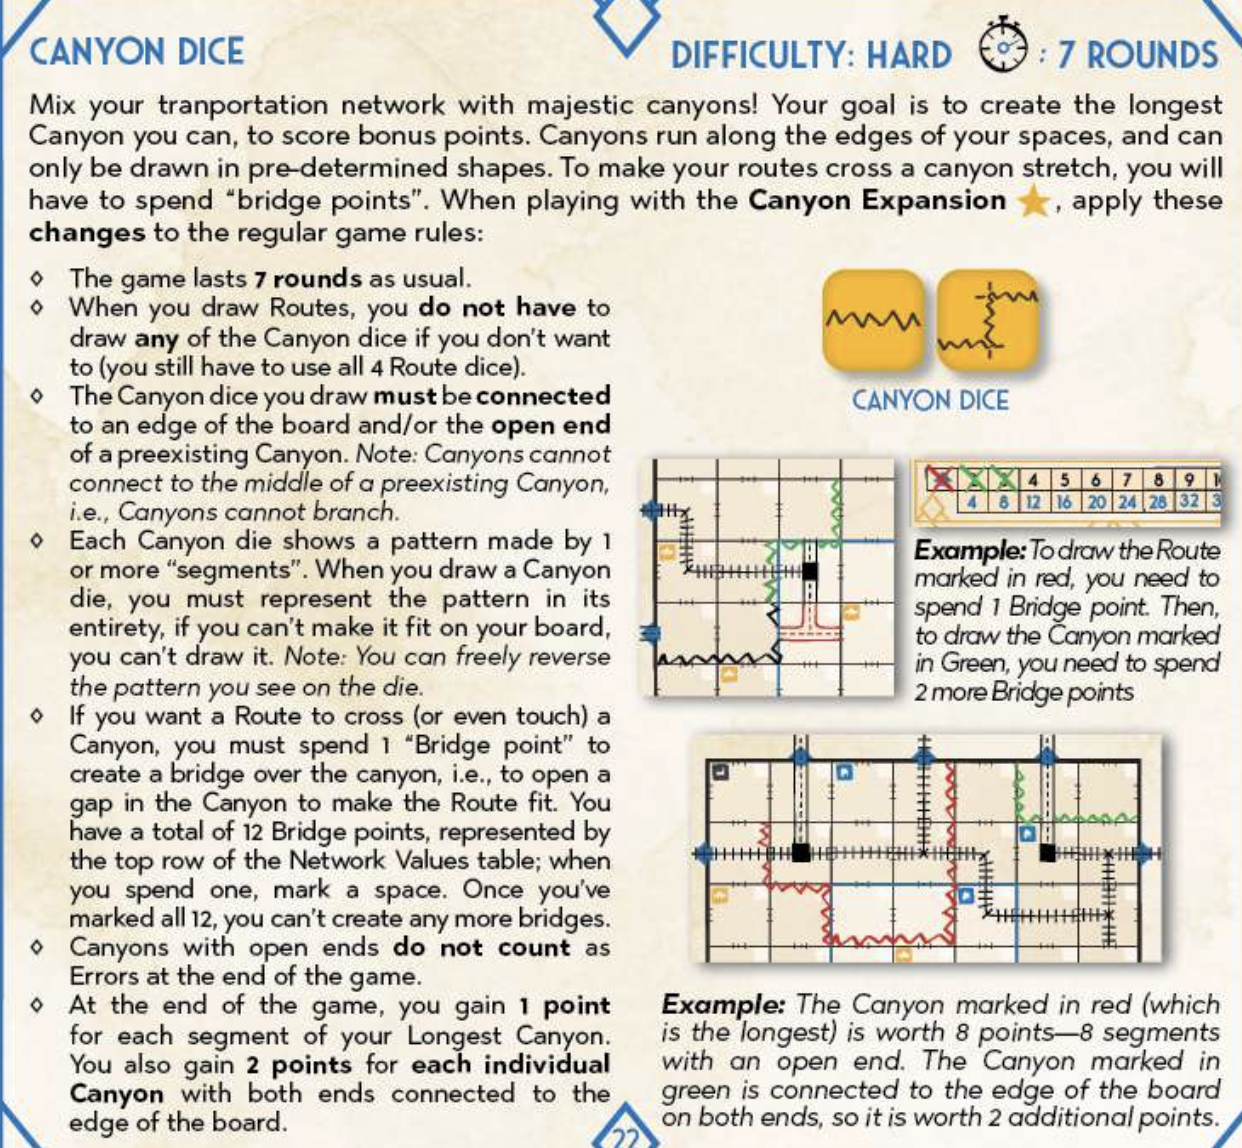 CANYON DICE
DIFFICULTY: HARD : 7 ROUNDS
Mix your tranportation network with majestic canyons! Your goal is to create the longest
Canyon you can, to score bonus points. Canyons run along the edges of your spaces, and can
only be drawn in pre-determined shapes. To make your routes cross a canyon stretch, you will
have to spend “bridge points”. When playing with the Canyon Expansion ★, apply these
changes to the regular game rules:
◊ The game lasts 7 rounds as usual.
◊ When you draw Routes, you do not have to
draw any of the Canyon dice if you don’t want
to (you still have to use all 4 Route dice).
◊ The Canyon dice you draw must be connected
to an edge of the board and/or the open end
of a preexisting Canyon. Note: Canyons cannot
connect to the middle of a preexisting Canyon,
i.e., Canyons cannot branch.
◊ Each Canyon die shows a pattern made by 1
or more “segments”. When you draw a Canyon
die, you must represent the pattern in its
entirety, if you can’t make it fit on your board,
you can’t draw it. Note: You can freely reverse
the pattern you see on the die.
◊ If you want a Route to cross (or even touch) a
Canyon, you must spend 1 “Bridge point” to
create a bridge over the canyon, i.e., to open a
gap in the Canyon to make the Route fit. You
have a total of 12 Bridge points, represented by
the top row of the Network Values table; when
you spend one, mark a space. Once you’ve
marked all 12, you can’t create any more bridges.
◊ Canyons with open ends do not count as
Errors at the end of the game.
◊ At the end of the game, you gain 1 point
for each segment of your Longest Canyon.
You also gain 2 points for each individual
Canyon with both ends connected to the
edge of the board.
CANYON DICE
4 5 6 7 8 9
4 8 12 16 20 24 28 32
Example: To draw the Route
marked in red, you need to
spend 1 Bridge point. Then,
to draw the Canyon marked
in Green, you need to spend
2 more Bridge points
Example: The Canyon marked in red (which
is the longest) is worth 8 points—8 segments
with an open end. The Canyon marked in
green is connected to the edge of the board
on both ends, so it is worth 2 additional points.
22